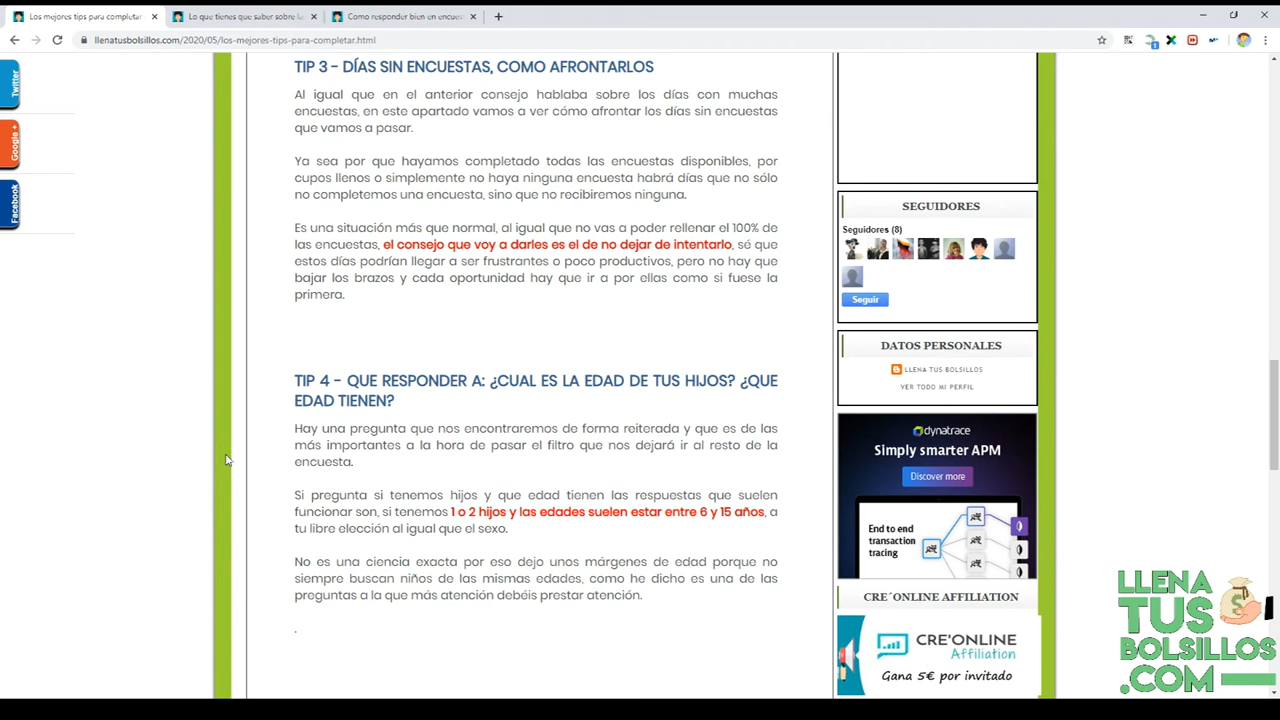 Los mejores tips para completar
Lo que tienes que saber sobre la
Como responder bien en encues
llenatusbolsillos.com/2020/05/los-mejores-tips-para-completar.html
Twitter
Google +
Facebook
TIP 3 - DÍAS SIN ENCUESTAS, COMO AFRONTARLOS
Al igual que en el anterior consejo hablaba sobre los días con muchas
encuestas, en este apartado vamos a ver cómo afrontar los días sin encuestas
que vamos a pasar.
Ya sea por que hayamos completado todas las encuestas disponibles, por
cupos llenos o simplemente no haya ninguna encuesta habrá días que no sólo
no completemos una encuesta, sino que no recibiremos ninguna.
Es una situación más que normal, al igual que no vas a poder rellenar el 100% de
las encuestas, el consejo que voy a darles es el de no dejar de intentarlo, sé que
estos días podrían llegar a ser frustrantes o poco productivos, pero no hay que
bajar los brazos y cada oportunidad hay que ir a por ellas como si fuese la
primera.
TIP 4 - QUE RESPONDER A: ¿CUAL ES LA EDAD DE TUS HIJOS? ¿QUE
EDAD TIENEN?
Hay una pregunta que nos encontraremos de forma reiterada y que es de las
más importantes a la hora de pasar el filtro que nos dejará ir al resto de la
encuesta.
Si pregunta si tenemos hijos y que edad tienen las respuestas que suelen
funcionar son, si tenemos 1 o 2 hijos y las edades suelen estar entre 6 y 15 años, a
tu libre elección al igual que el sexo.
No es una ciencia exacta por eso dejo unos márgenes de edad porque no
siempre buscan niños de las mismas edades, como he dicho es una de las
preguntas a la que más atención debéis prestar atención.
.
SEGUIDORES
Seguidores (8)
Seguir
DATOS PERSONALES
LLENA TUS BOLSILLOS
VER TODO MI PERFIL
dynatrace
Simply smarter APM
Discover more
End to end
transaction
tracing
CRE´ONLINE AFFILIATION
CRE'ONLINE
Affiliation
Gana 5€ por invitado
LLENA
TUS
BOLSILLOS
.COM